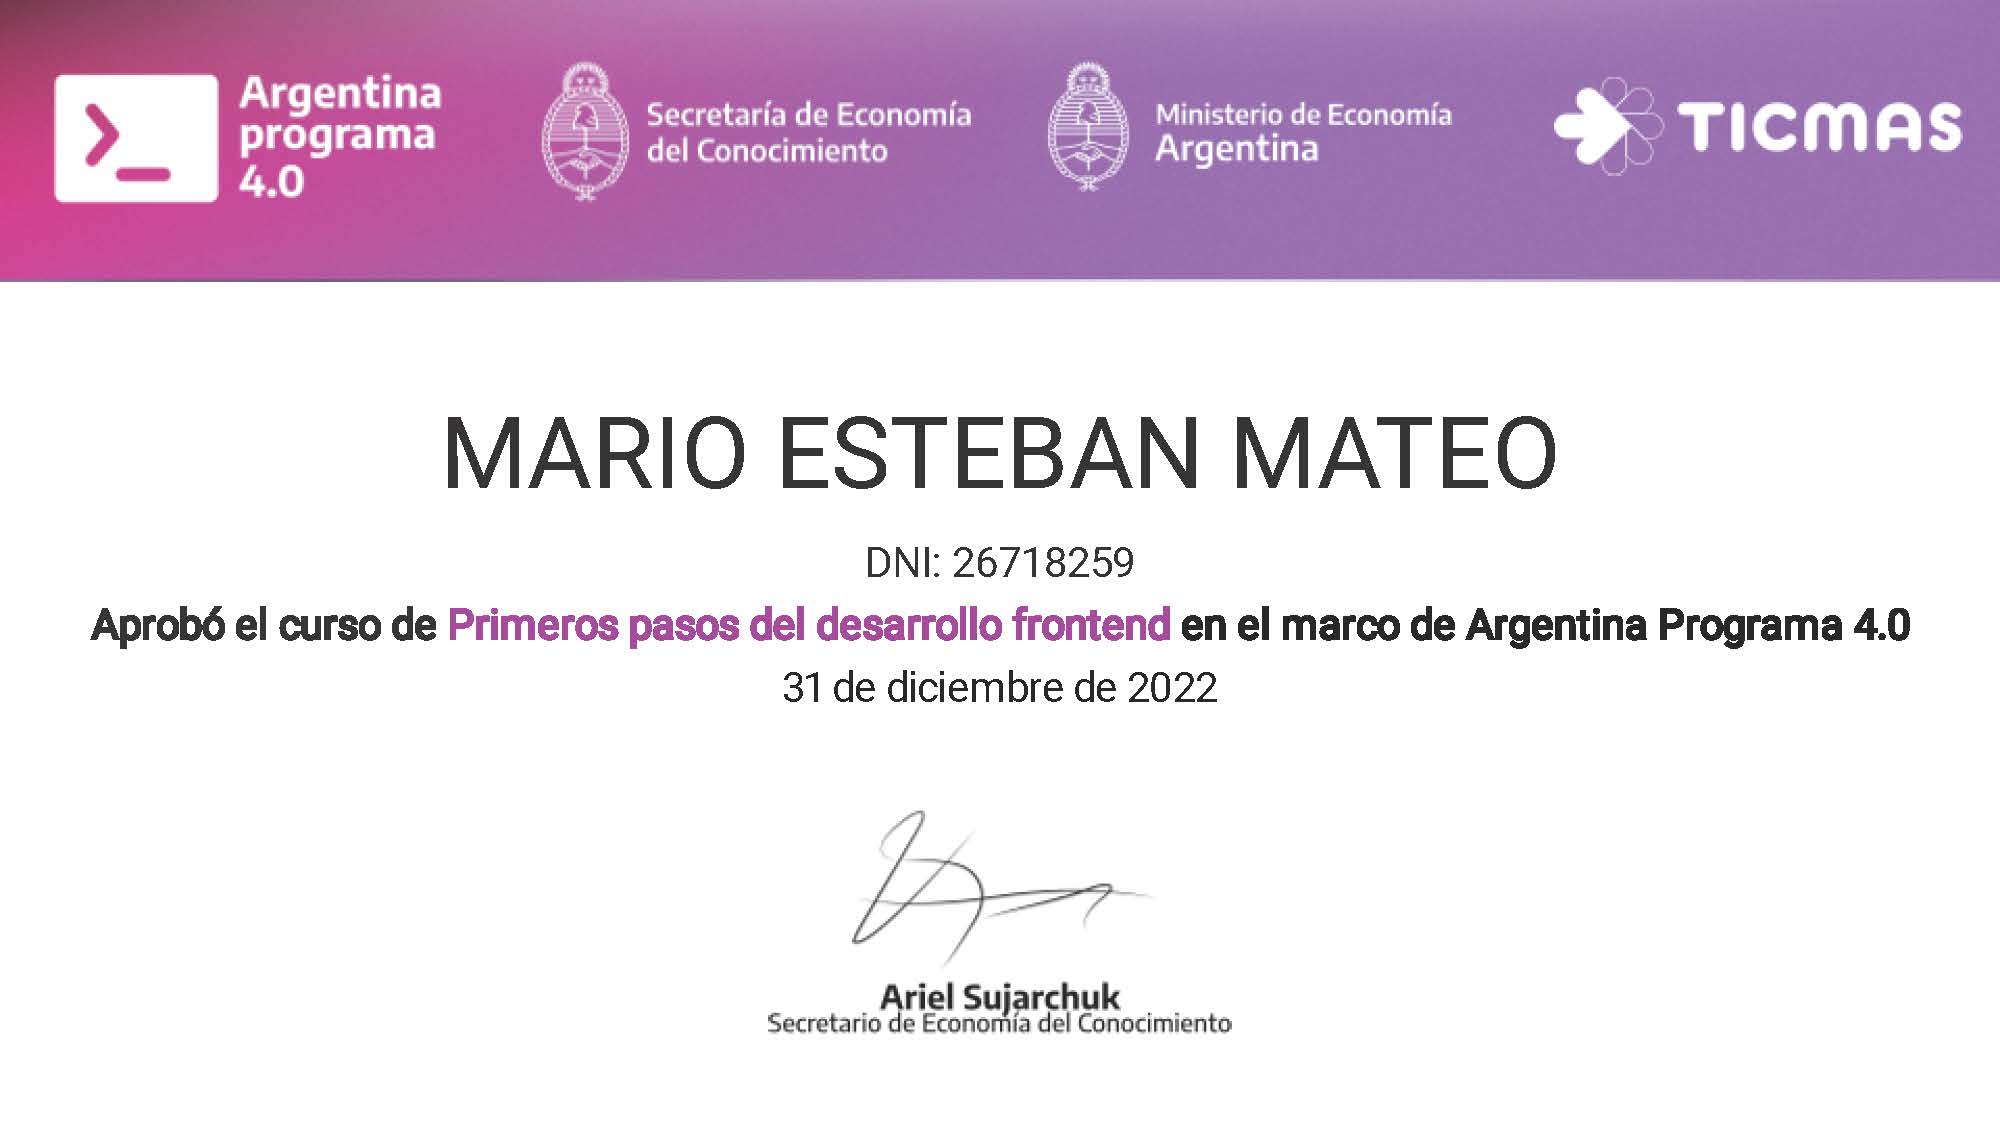 Argentina
programa
4.0
Secretaría de Economía
del Conocimiento
Ministerio de Economía
Argentina
TICMAS
MARIO ESTEBAN MATEO
DNI: 26718259
Aprobó el curso de Primeros pasos del desarrollo frontend en el marco de Argentina Programa 4.0
31 de diciembre de 2022
Ariel Sujarchuk
Secretario de Economía del Conocimiento